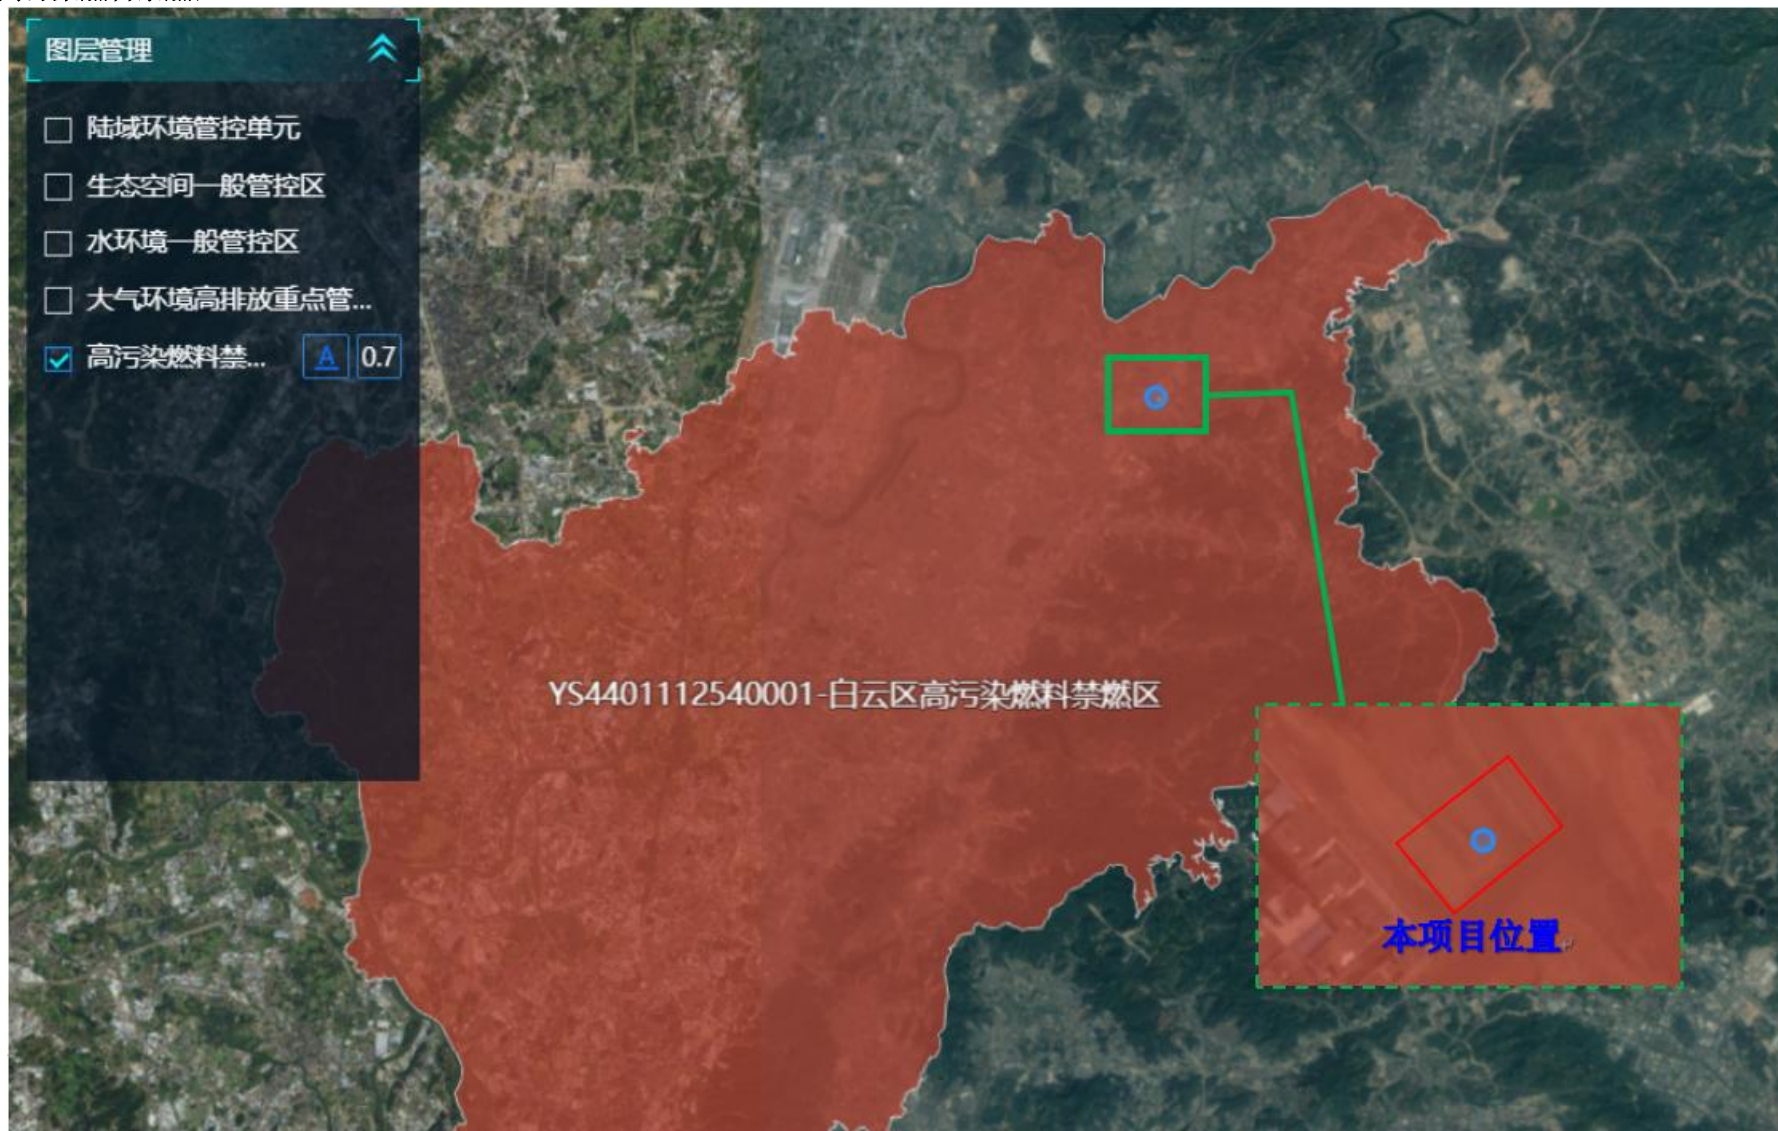 图层管理
陆域环境管控单元
生态空间一般管控区
水环境一般管控区
大气环境高排放重点管...
高污染燃料禁... A 0.7
YS4401112540001-白云区高污染燃料禁燃区
本项目位置